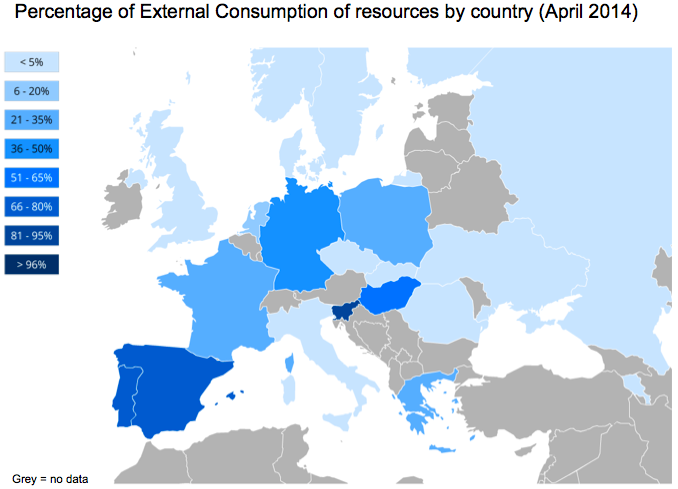 Percentage of External Consumption of resources by country (April 2014)
< 5%
6 - 20%
21 - 35%
36 - 50%
51 - 65%
66 - 80%
81 - 95%
> 96%
Grey = no data